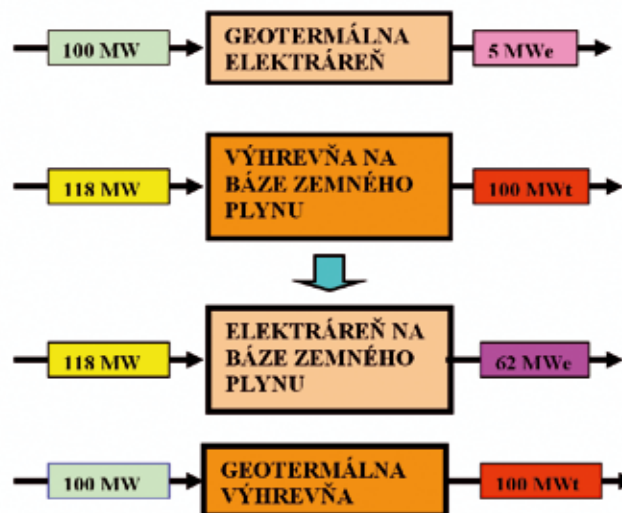 100 MW
GEOTERMÁLNA
ELEKTRÁREŇ
5 MWe
118 MW
VÝHREVŇA NA
BÁZE ZEMNÉHO
PLYNU
100 MWt
118 MW
ELEKTRÁREŇ NA
BÁZE ZEMNÉHO
PLYNU
62 MWe
100 MW
GEOTERMÁLNA
VÝHREVŇA
100 MWt